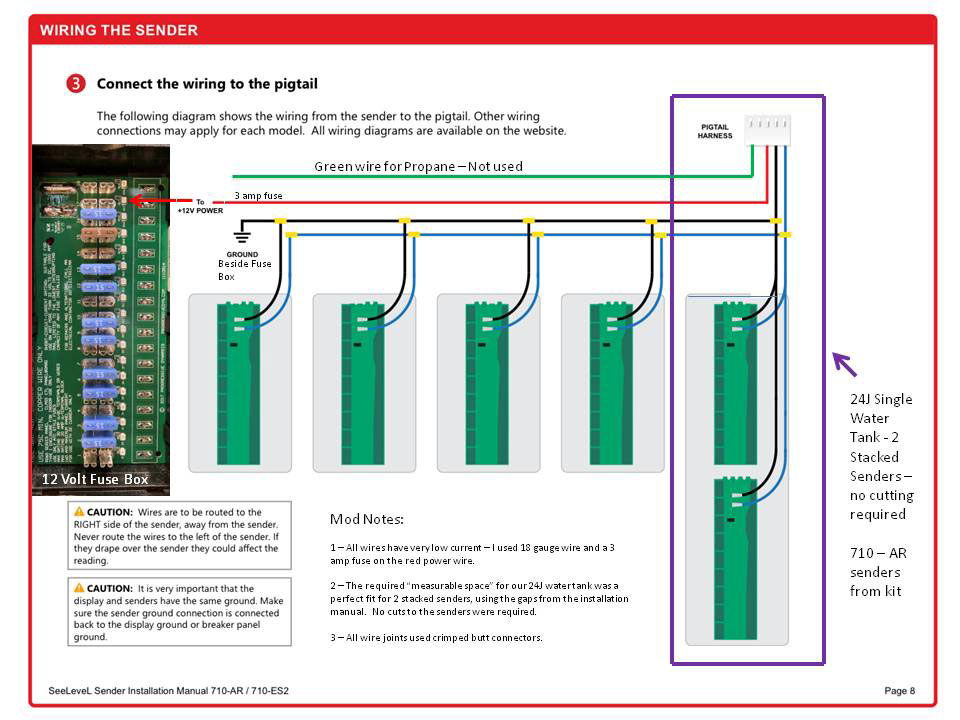 WIRING THE SENDER
3 Connect the wiring to the pigtail
The following diagram shows the wiring from the sender to the pigtail. Other wiring
connections may apply for each model. All wiring diagrams are available on the website.
PIGTAIL
HARNESS
Green wire for Propane – Not used
3 amp fuse
To
+12V POWER
GROUND
Beside Fuse
Box
12 Volt Fuse Box
24J Single
Water
Tank - 2
Stacked
Senders –
no cutting
required
710 – AR
senders
from kit
CAUTION: Wires are to be routed to the
RIGHT side of the sender, away from the sender.
Never route the wires to the left of the sender. If
they drape over the sender they could affect the
reading.
CAUTION: It is very important that the
display and senders have the same ground. Make
sure the sender ground connection is connected
back to the display ground or breaker panel
ground.
Mod Notes:
1 – All wires have very low current – I used 18 gauge wire and a 3
amp fuse on the red power wire.
2 – The required “measurable space” for our 24J water tank was a
perfect fit for 2 stacked senders, using the gaps from the installation
manual. No cuts to the senders were required.
3 – All wire joints used crimped butt connectors.
SeeLeveL Sender Installation Manual 710-AR / 710-ES2
Page 8